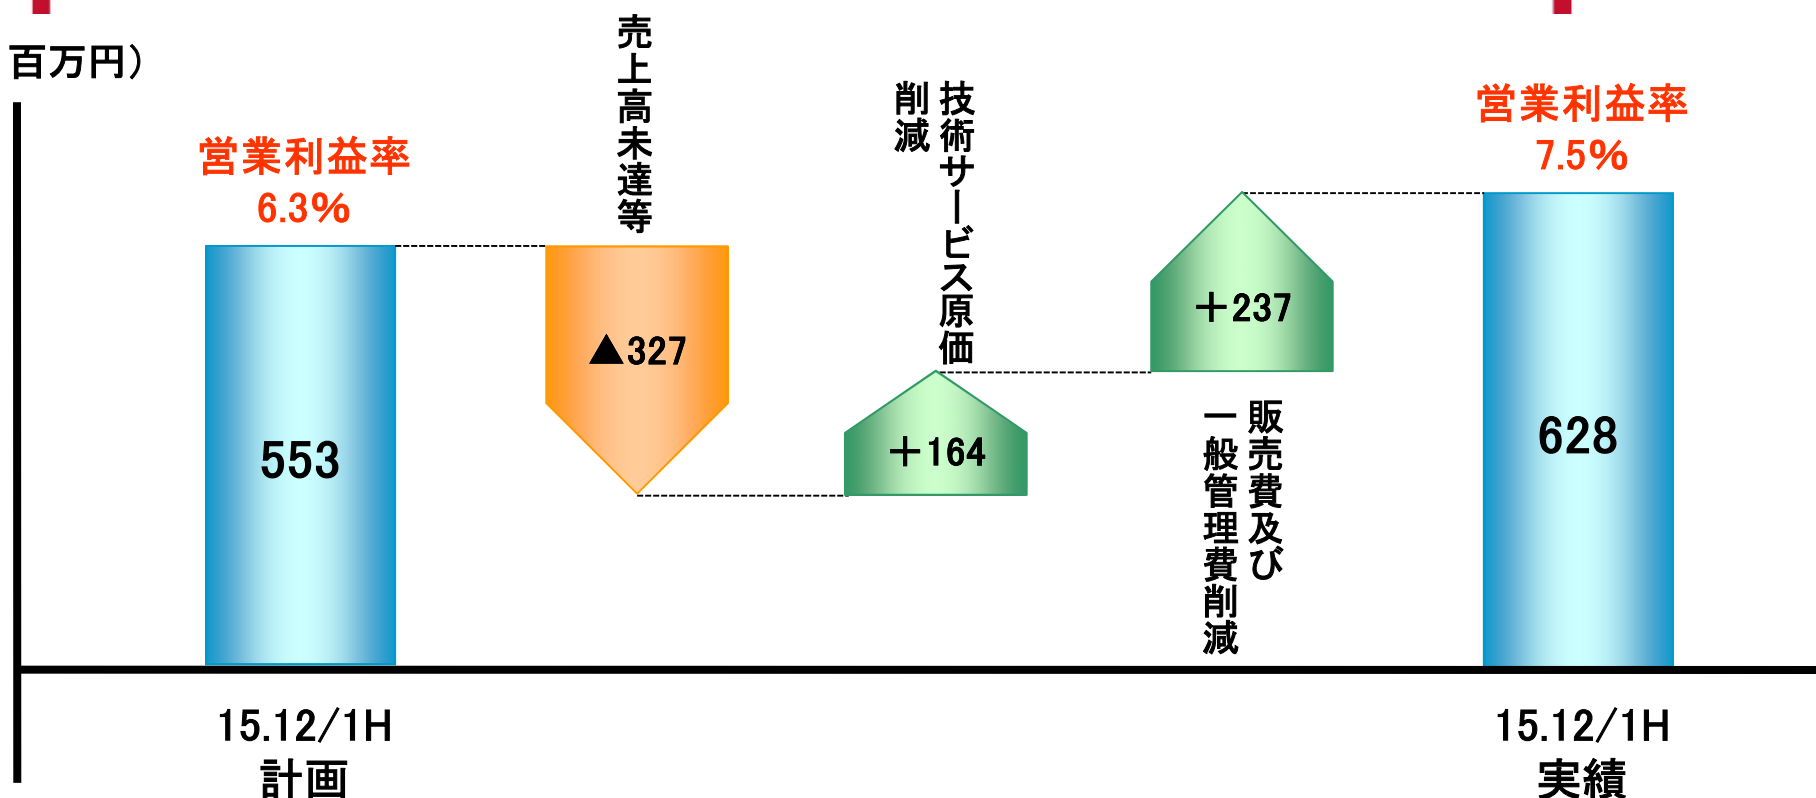 百万円）
営業利益率
6.3%
553
15.12/1H
計画
売上高未達等
▲327
技術サービス原価
削減
＋164
＋237
販売費及び
一般管理費削減
営業利益率
7.5%
628
15.12/1H
実績